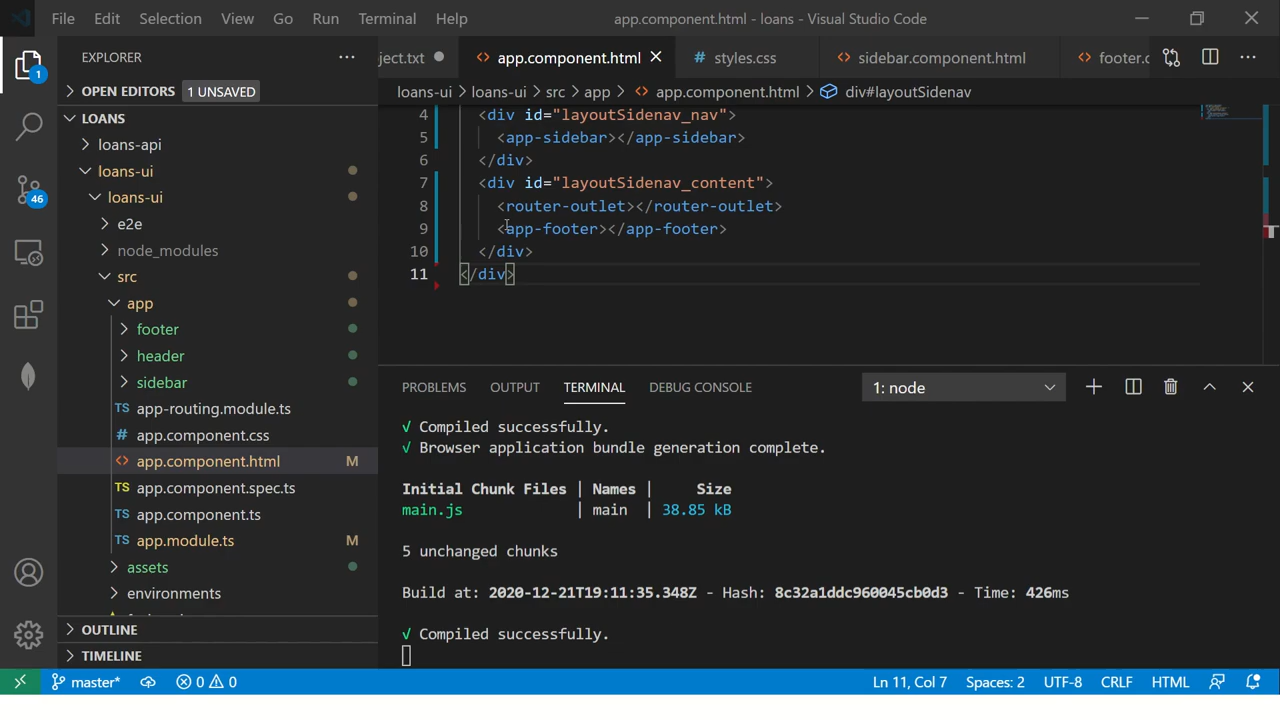 File Edit Selection View Go Run Terminal Help app.component.html - loans - Visual Studio Code
EXPLORER
ject.txt app.component.html styles.css sidebar.component.html footer.c
OPEN EDITORS 1 UNSAVED
loans-ui > loans-ui > src > app > app.component.html > div#layoutSidenav
LOANS
loans-api
loans-ui
loans-ui
e2e
node_modules
src
app
footer
header
sidebar
app-routing.module.ts
app.component.css
app.component.html M
app.component.spec.ts
app.component.ts
app.module.ts M
assets
environments
OUTLINE
TIMELINE
1
46
4 <div id="layoutSidenav_nav">
5 <app-sidebar></app-sidebar>
6 </div>
7 <div id="layoutSidenav_content">
8 <router-outlet></router-outlet>
9 <app-footer></app-footer>
10 </div>
11 </div>
PROBLEMS OUTPUT TERMINAL DEBUG CONSOLE 1: node
√ Compiled successfully.
√ Browser application bundle generation complete.
Initial Chunk Files | Names | Size
main.js | main | 38.85 kB
5 unchanged chunks
Build at: 2020-12-21T19:11:35.348Z - Hash: 8c32a1ddc960045cb0d3 - Time: 426ms
√ Compiled successfully.
master* 0 0 Ln 11, Col 7 Spaces: 2 UTF-8 CRLF HTML